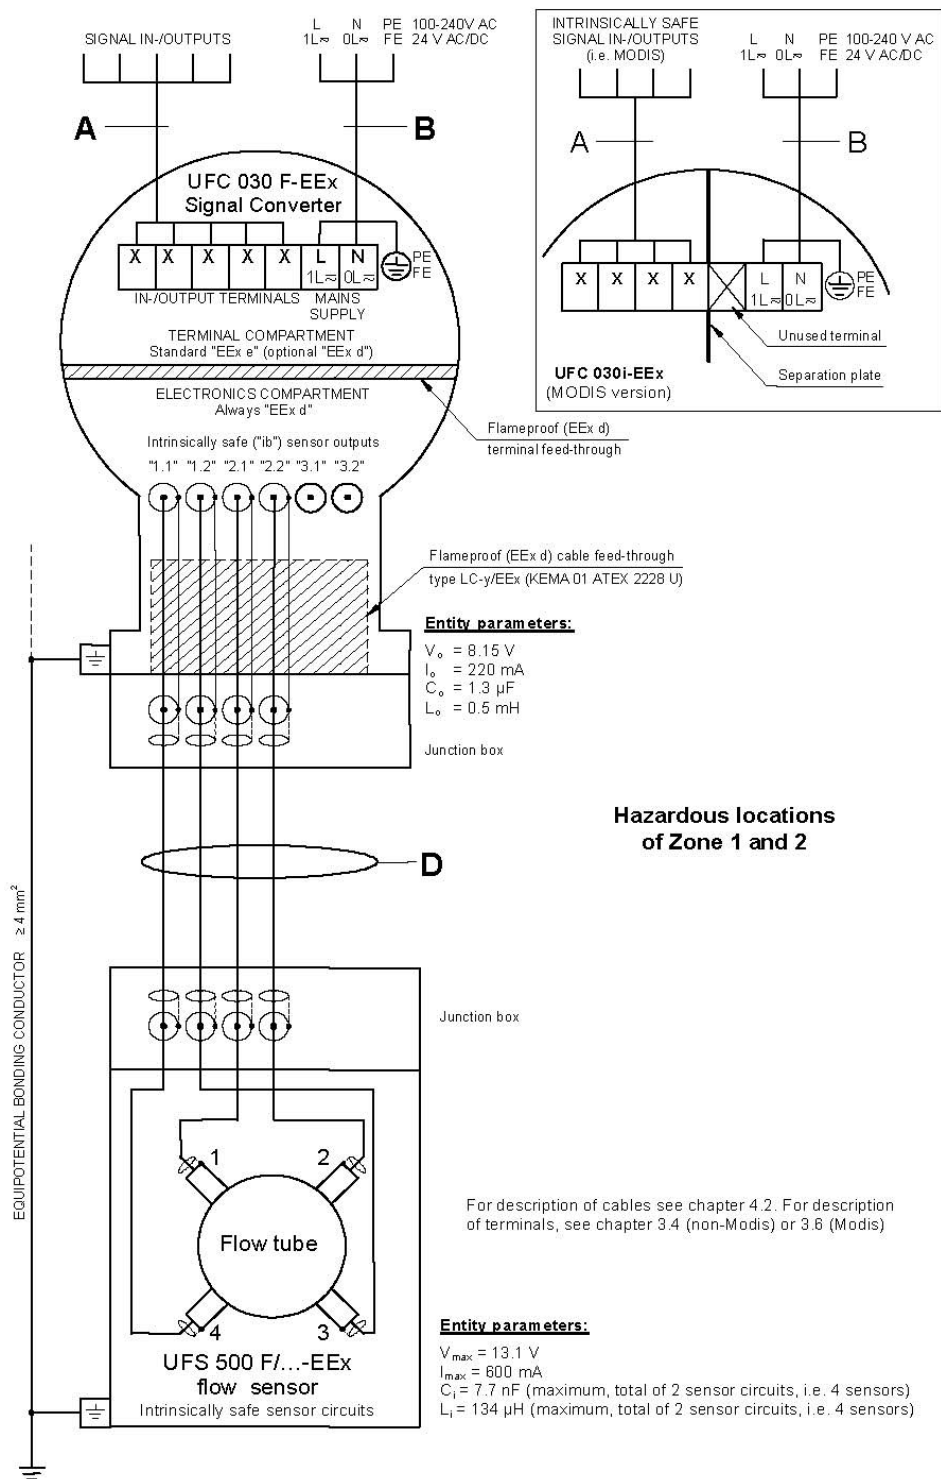 SIGNAL IN-/OUTPUTS
L N PE 100-240V AC
1L≂ 0L≂ FE 24 V AC/DC
A
B
UFC 030 F-EEx
Signal Converter
X X X X X L N PE
1L≂ 0L≂ FE
IN-/OUTPUT TERMINALS MAINS
SUPPLY
TERMINAL COMPARTMENT
Standard "EEx e" (optional "EEx d")
ELECTRONICS COMPARTMENT
Always "EEx d"
Intrinsically safe ("ib") sensor outputs
"1.1" "1.2" "2.1" "2.2" "3.1" "3.2"
INTRINSICALLY SAFE
SIGNAL IN-/OUTPUTS
(i.e. MODIS)
L N PE 100-240 V AC
1L≂ 0L≂ FE 24 V AC/DC
A
B
X X X X L N PE
1L≂ 0L≂ FE
Unused terminal
UFC 030i-EEx
(MODIS version)
Separation plate
Flameproof (EEx d)
terminal feed-through
Flameproof (EEx d) cable feed-through
type LC-y/EEx (KEMA 01 ATEX 2228 U)
Entity parameters:
Vₒ = 8.15 V
Iₒ = 220 mA
Cₒ = 1.3 µF
Lₒ = 0.5 mH
Junction box
Hazardous locations
of Zone 1 and 2
D
EQUIPOTENTIAL BONDING CONDUCTOR ≥ 4 mm²
Junction box
1 2
Flow tube
4 3
For description of cables see chapter 4.2. For description
of terminals, see chapter 3.4 (non-Modis) or 3.6 (Modis)
UFS 500 F/...-EEx
flow sensor
Intrinsically safe sensor circuits
Entity parameters:
Vmax = 13.1 V
Imax = 600 mA
Cᵢ = 7.7 nF (maximum, total of 2 sensor circuits, i.e. 4 sensors)
Lᵢ = 134 µH (maximum, total of 2 sensor circuits, i.e. 4 sensors)